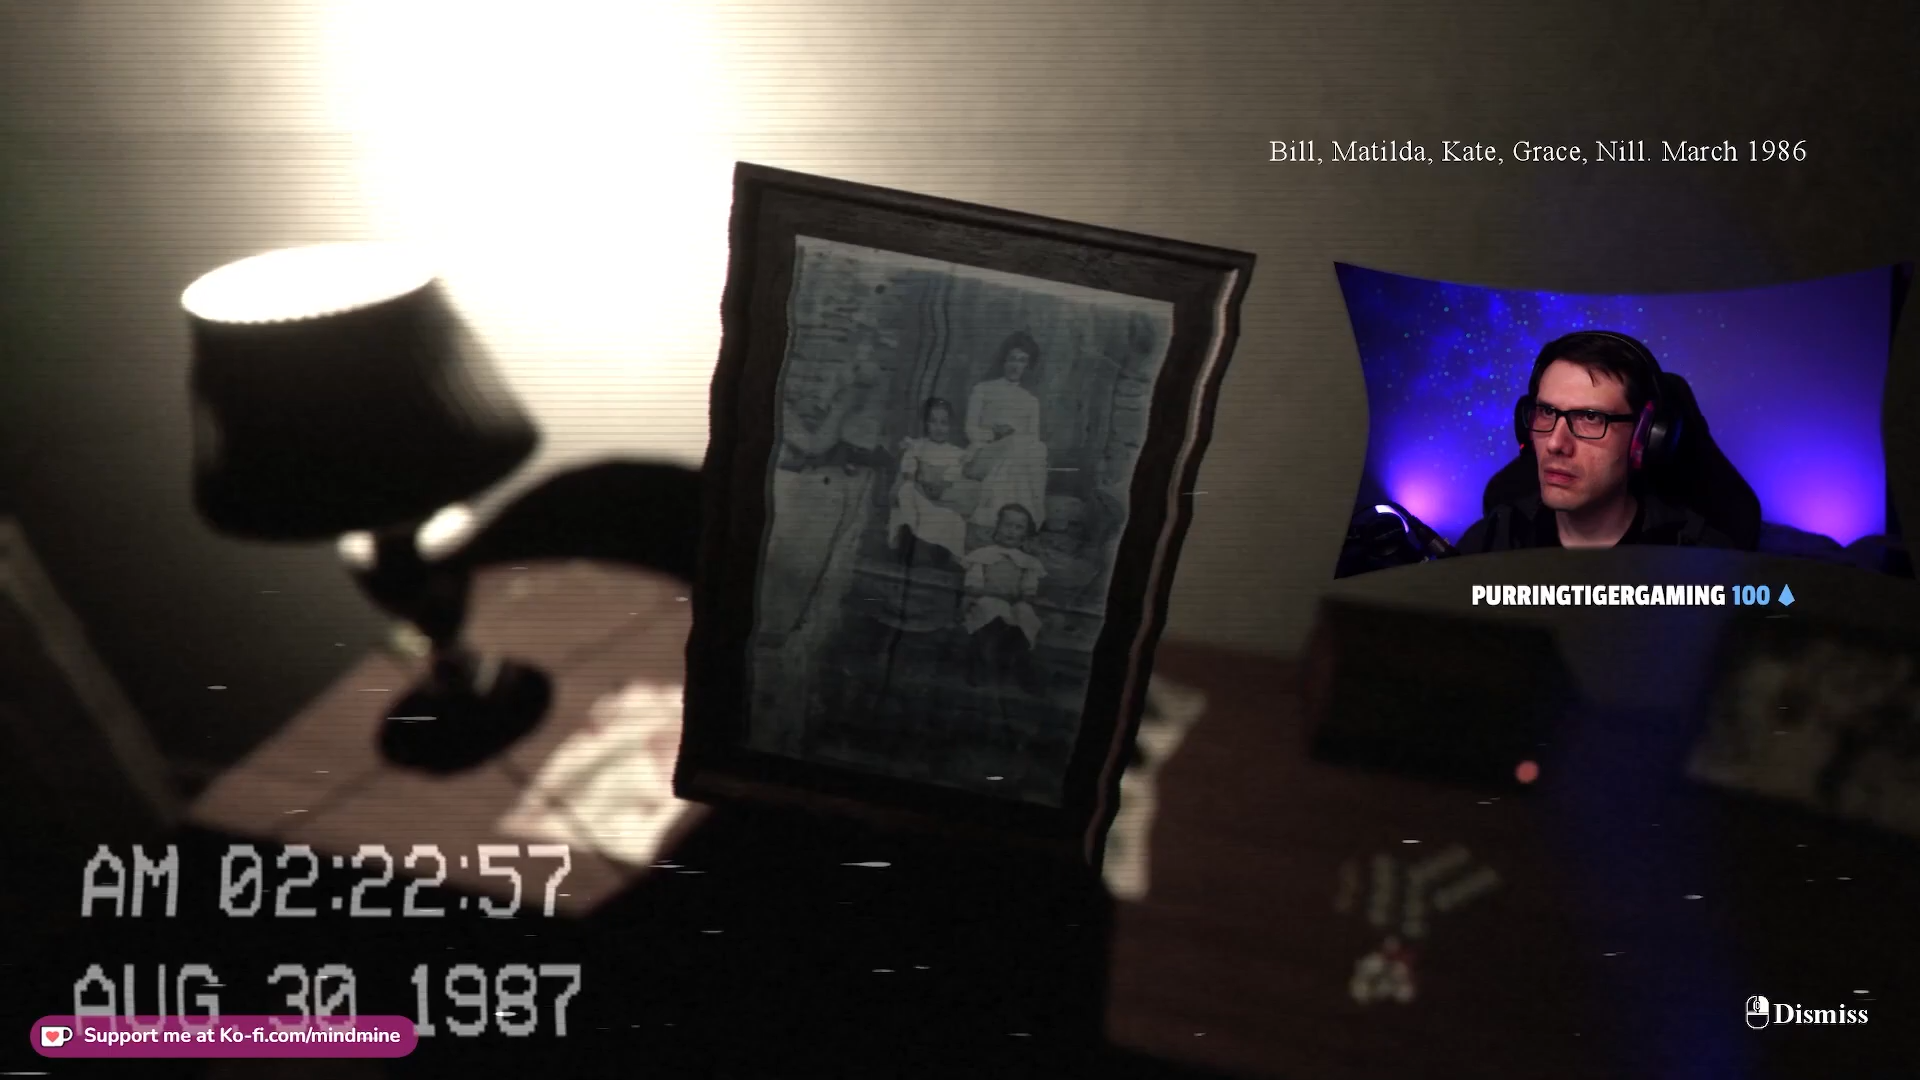 Bill, Matilda, Kate, Grace, Nill. March 1986
PURRINGTIGERGAMING 100
AM 02:22:57
AUG 30 1987
Support me at Ko-fi.com/mindmine
Dismiss